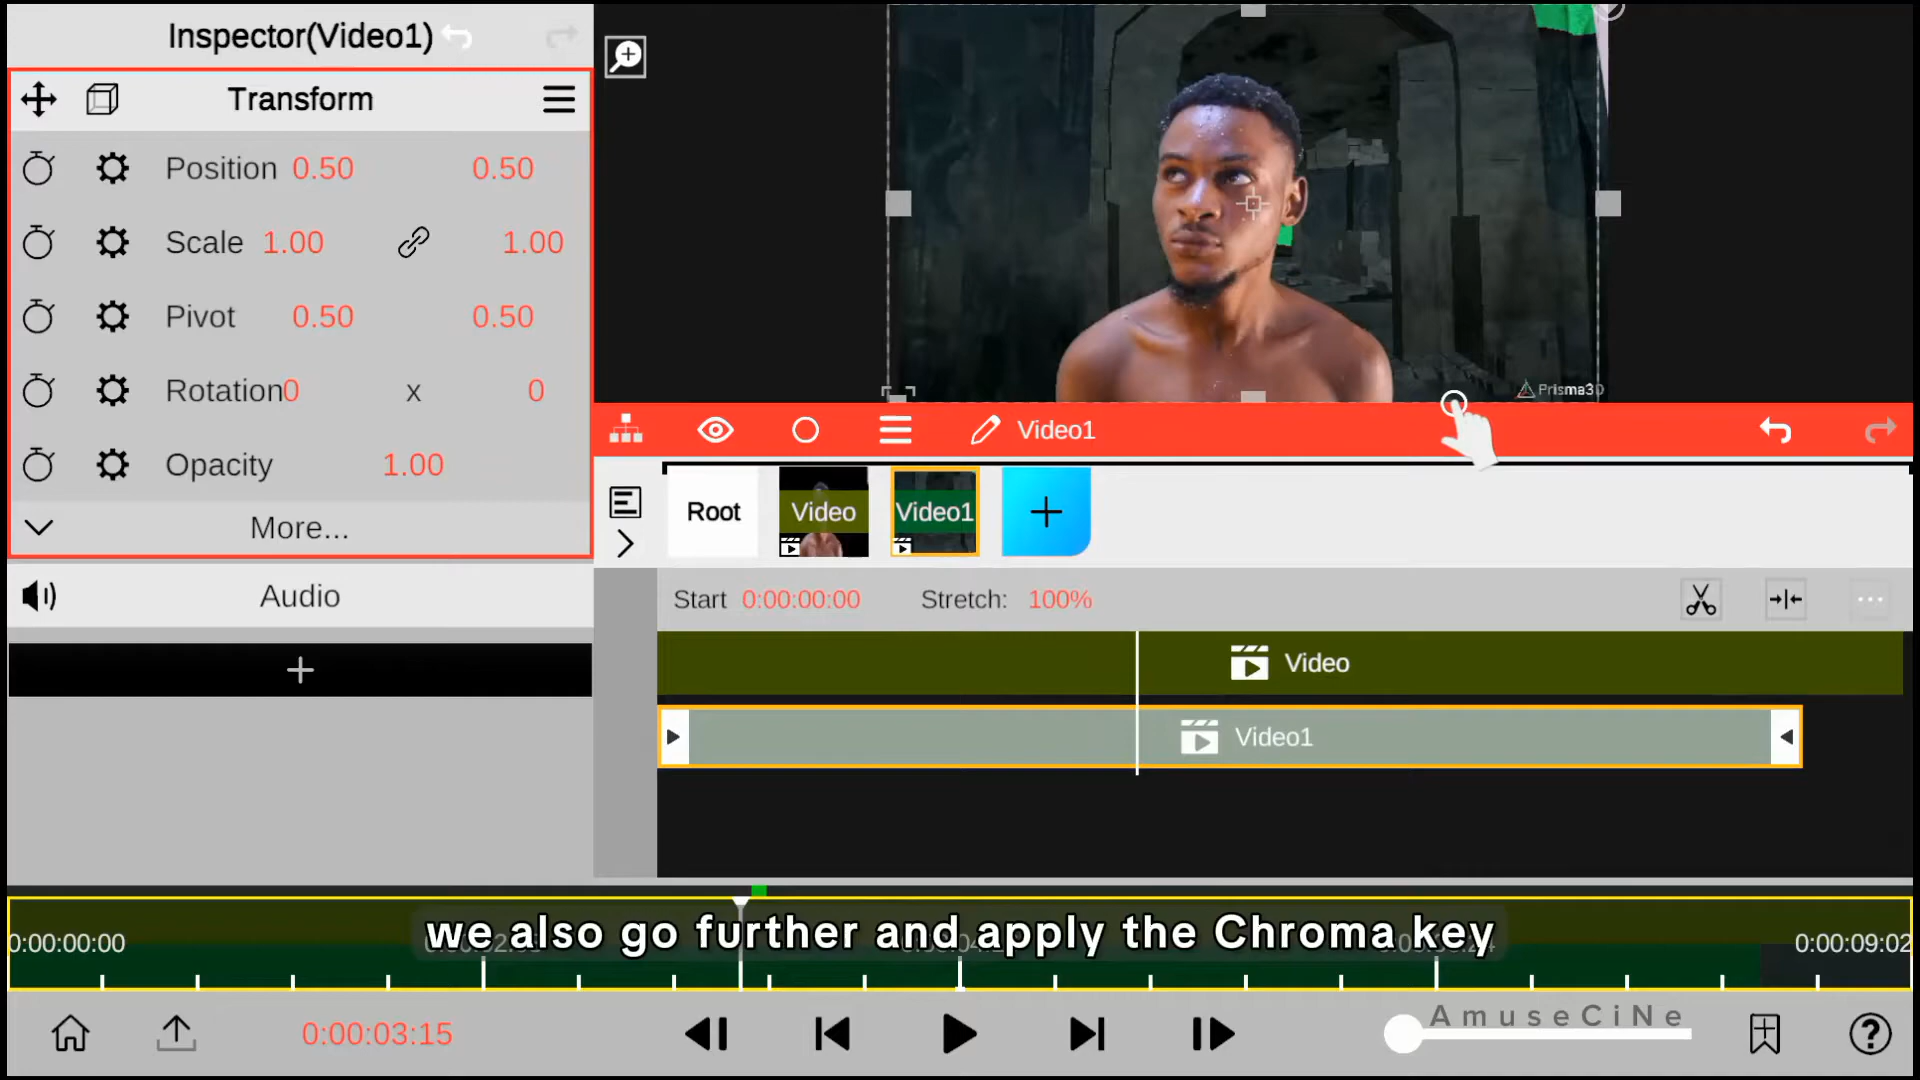 Inspector(Video1)
Transform
Position 0.50 0.50
Scale 1.00 1.00
Pivot 0.50 0.50
Rotation0 x 0
Opacity 1.00
More...
Audio
Prisma3D
Video1
Root Video Video1
Start 0:00:00:00 Stretch: 100%
Video
Video1
we also go further and apply the Chroma key
0:00:00:00 0:00:09:02
0:00:03:15
AmuseCiNe